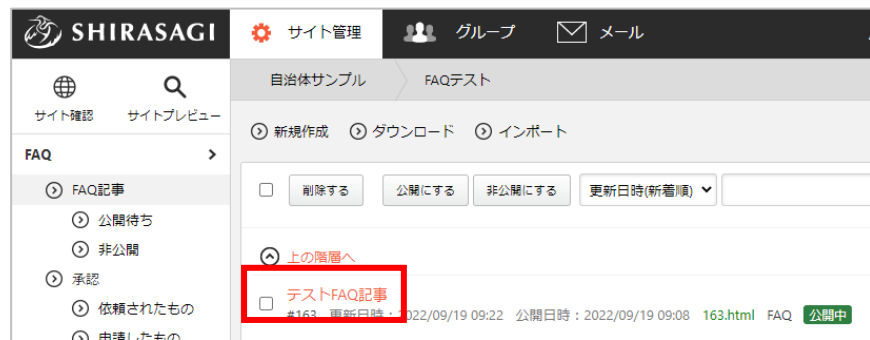 SHIRASAGI サイト管理 グループ メール
サイト確認 サイトプレビュー
自治体サンプル FAQテスト
新規作成 ダウンロード インポート
FAQ
FAQ記事
公開待ち
非公開
承認
依頼されたもの
申請したもの
削除する 公開にする 非公開にする 更新日時(新着順)
上の階層へ
テストFAQ記事
#163 更新日時:2022/09/19 09:22 公開日時:2022/09/19 09:08 163.html FAQ 公開中